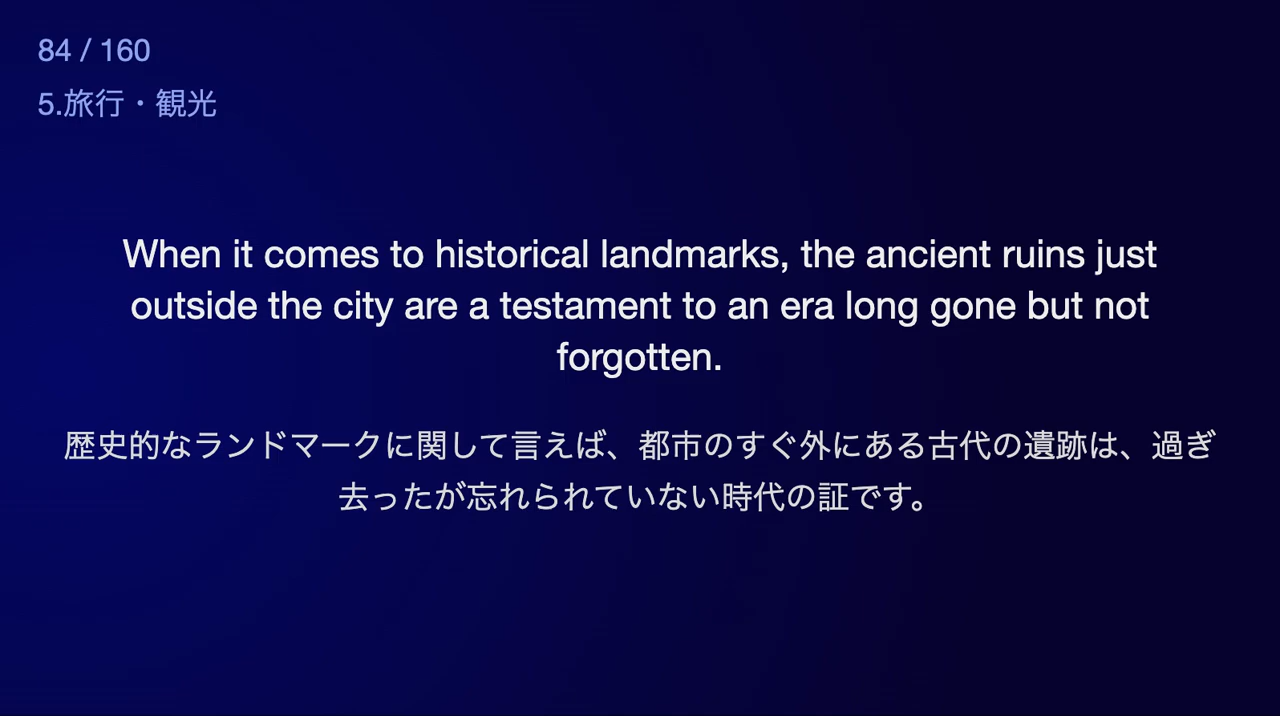 84 / 160
5.旅行・観光
When it comes to historical landmarks, the ancient ruins just
outside the city are a testament to an era long gone but not
forgotten.
歴史的なランドマークに関して言えば、都市のすぐ外にある古代の遺跡は、過ぎ
去ったが忘れられていない時代の証です。